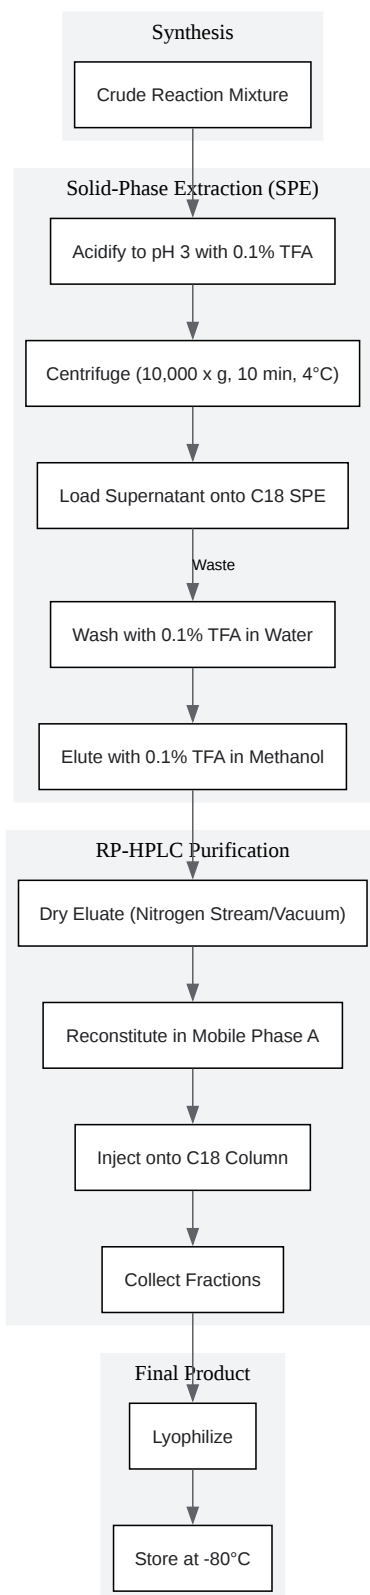 Synthesis
Crude Reaction Mixture
Solid-Phase Extraction (SPE)
Acidify to pH 3 with 0.1% TFA
Centrifuge (10,000 x g, 10 min, 4°C)
Load Supernatant onto C18 SPE
Waste
Wash with 0.1% TFA in Water
Elute with 0.1% TFA in Methanol
RP-HPLC Purification
Dry Eluate (Nitrogen Stream/Vacuum)
Reconstitute in Mobile Phase A
Inject onto C18 Column
Collect Fractions
Final Product
Lyophilize
Store at -80°C